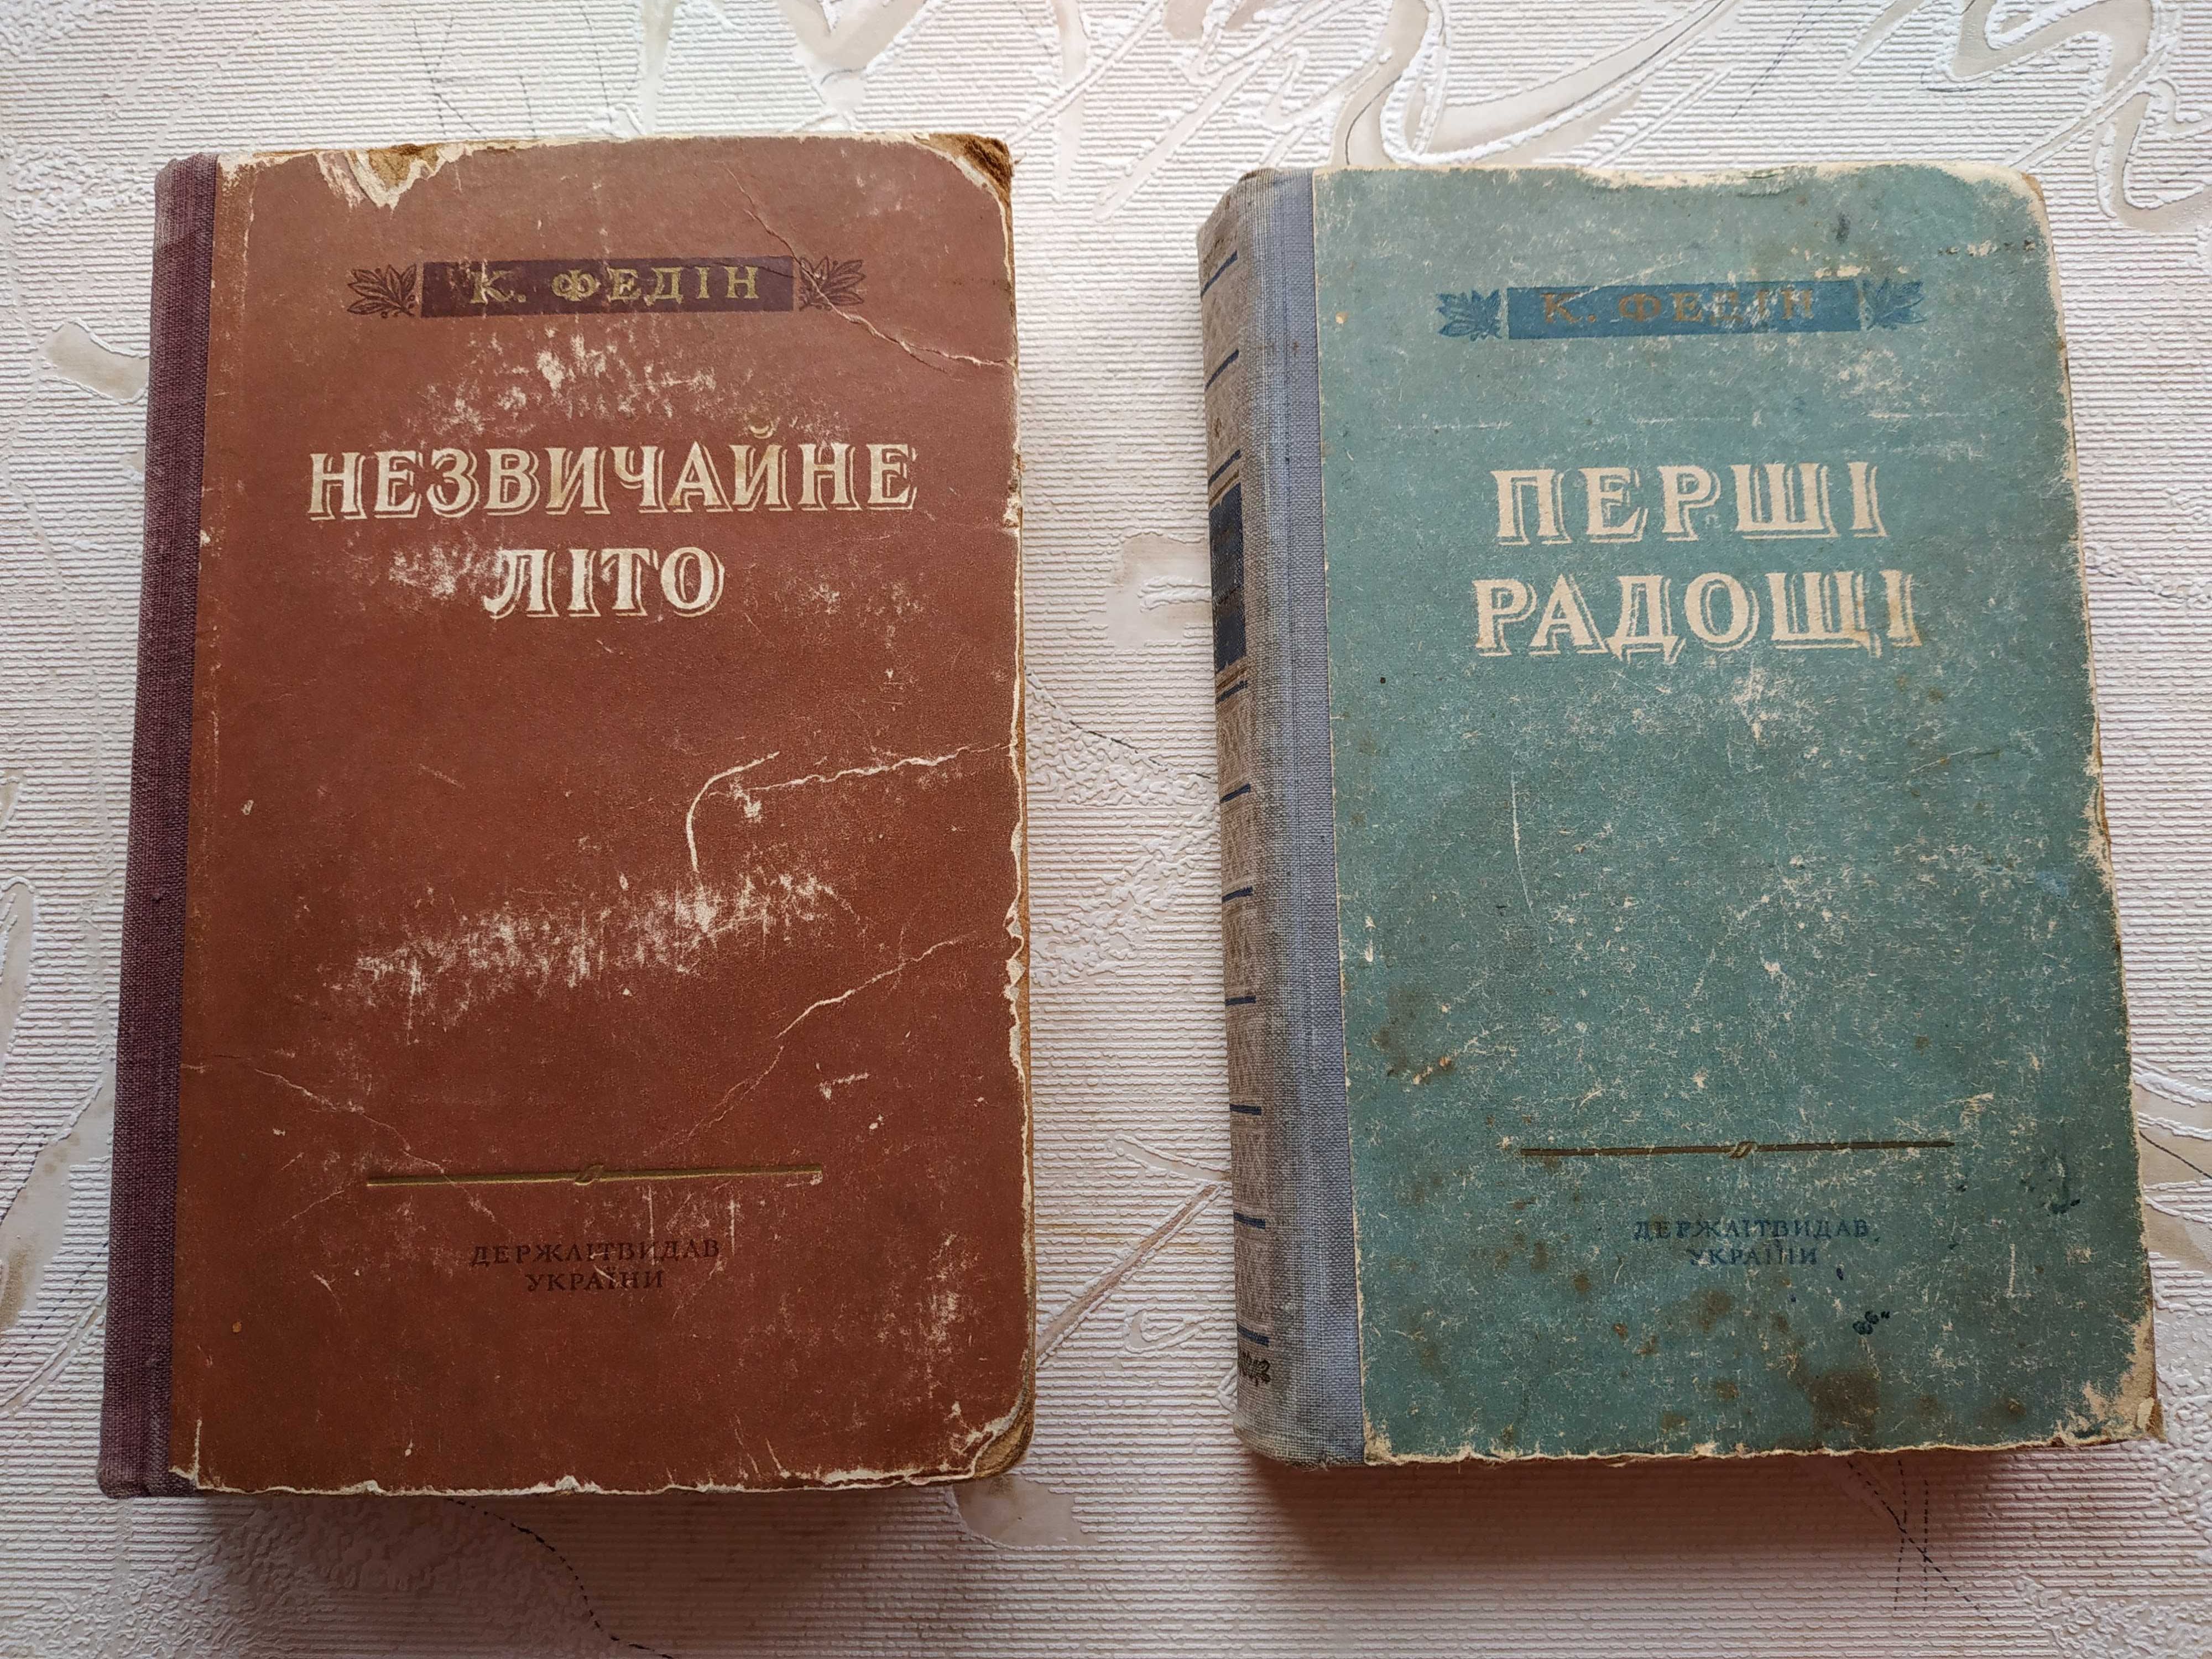 К. ФЕДІН
НЕЗВИЧАЙНЕ
ЛІТО
ДЕРЖЛІТВИДАВ
УКРАЇНИ
К. ФЕДІН
ПЕРШІ
РАДОЩІ
ДЕРЖЛІТВИДАВ
УКРАЇНИ